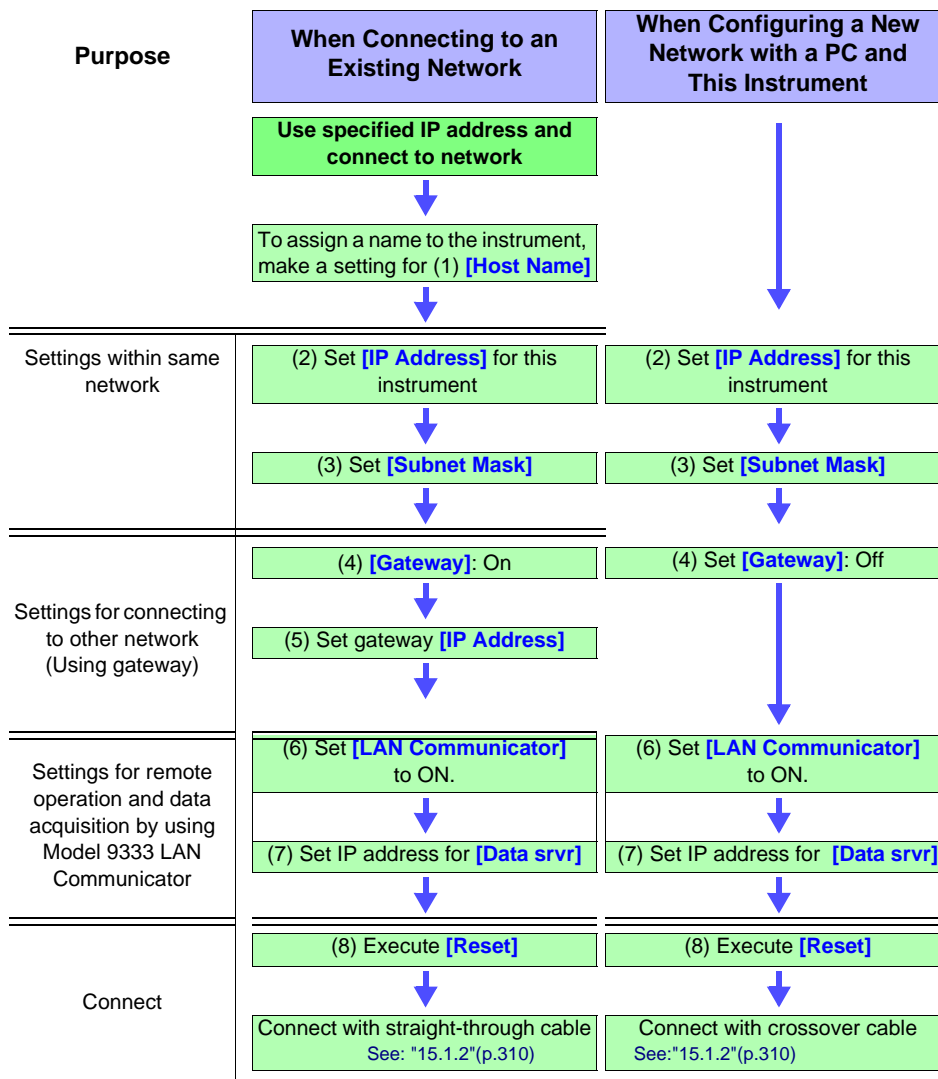 Purpose
When Connecting to an
Existing Network
When Configuring a New
Network with a PC and
This Instrument
Use specified IP address and
connect to network
To assign a name to the instrument,
make a setting for (1) [Host Name]
Settings within same
network
(2) Set [IP Address] for this
instrument
(2) Set [IP Address] for this
instrument
(3) Set [Subnet Mask]
(3) Set [Subnet Mask]
Settings for connecting
to other network
(Using gateway)
(4) [Gateway]: On
(4) Set [Gateway]: Off
(5) Set gateway [IP Address]
Settings for remote
operation and data
acquisition by using
Model 9333 LAN
Communicator
(6) Set [LAN Communicator]
to ON.
(6) Set [LAN Communicator]
to ON.
(7) Set IP address for [Data srvr]
(7) Set IP address for [Data srvr]
Connect
(8) Execute [Reset]
(8) Execute [Reset]
Connect with straight-through cable
See: "15.1.2"(p.310)
Connect with crossover cable
See:"15.1.2"(p.310)